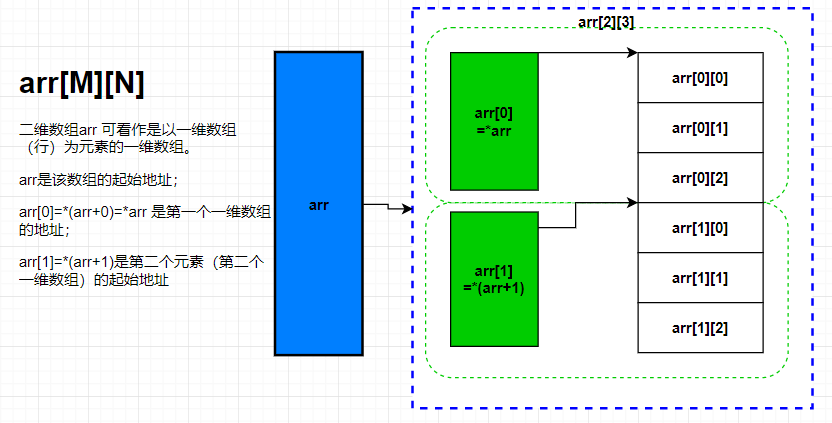 arr[M][N]
二维数组arr 可看作是以一维数组
（行）为元素的一维数组。
arr是该数组的起始地址；
arr[0]=*(arr+0)=*arr 是第一个一维数组
的地址；
arr[1]=*(arr+1)是第二个元素（第二个
一维数组）的起始地址
arr
arr[2][3]
arr[0]
=*arr
arr[1]
=*(arr+1)
arr[0][0]
arr[0][1]
arr[0][2]
arr[1][0]
arr[1][1]
arr[1][2]